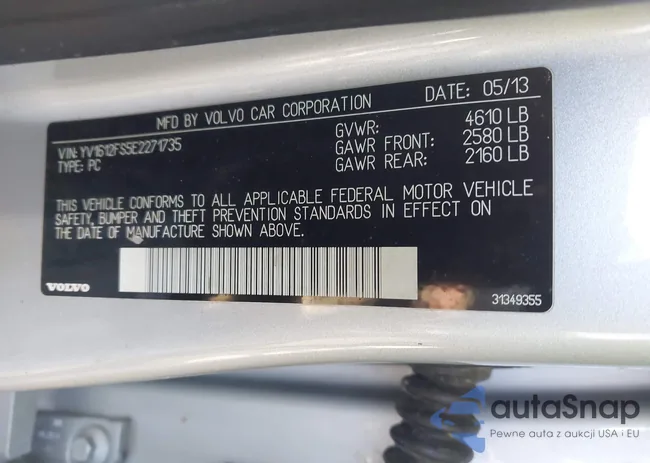 MFD BY VOLVO CAR CORPORATION DATE: 05/13
VIN: YV1612FS5E2271735
TYPE: PC
GVWR: 4610 LB
GAWR FRONT: 2580 LB
GAWR REAR: 2160 LB
THIS VEHICLE CONFORMS TO ALL APPLICABLE FEDERAL MOTOR VEHICLE
SAFETY, BUMPER AND THEFT PREVENTION STANDARDS IN EFFECT ON
THE DATE OF MANUFACTURE SHOWN ABOVE.
VOLVO
31349355
autaSnap
Pewne auta z aukcji USA i EU